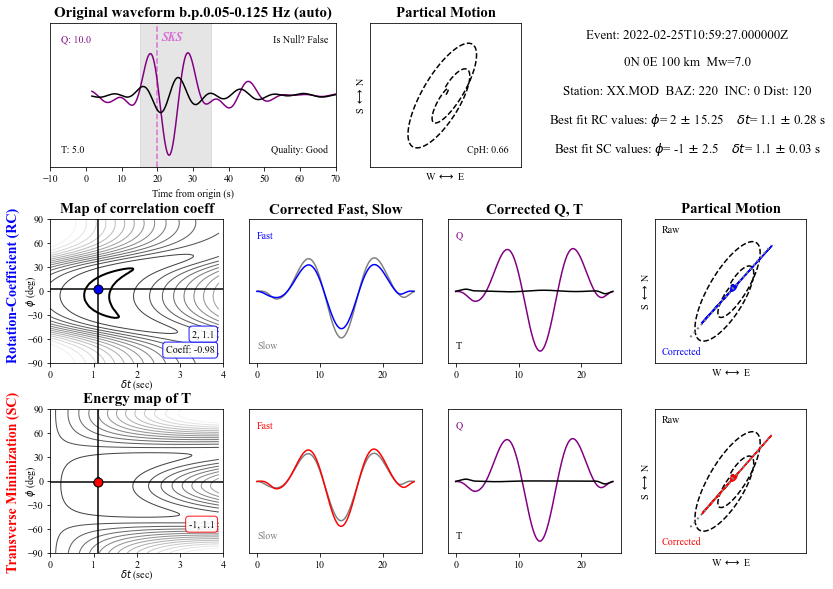 Original waveform b.p.0.05-0.125 Hz (auto)
Q: 10.0
SKS
Is Null? False
T: 5.0
Quality: Good
−10 0 10 20 30 40 50 60 70
Time from origin (s)
Partical Motion
S ⟷ N
CpH: 0.66
W ⟷ E
Event: 2022-02-25T10:59:27.000000Z
0N 0E 100 km Mw=7.0
Station: XX.MOD BAZ: 220 INC: 0 Dist: 120
Best fit RC values: ϕ= 2 ± 15.25 δt= 1.1 ± 0.28 s
Best fit SC values: ϕ= -1 ± 2.5 δt= 1.1 ± 0.03 s
Rotation-Coefficient (RC)
Map of correlation coeff
90
60
30
0
−30
−60
−90
ϕ (deg)
2, 1.1
Coeff: -0.98
0 1 2 3 4
δt (sec)
Corrected Fast, Slow
Fast
Slow
0 10 20
Corrected Q, T
Q
T
0 10 20
Partical Motion
Raw
S ⟷ N
Corrected
W ⟷ E
Transverse Minimization (SC)
Energy map of T
90
60
30
0
−30
−60
−90
ϕ (deg)
-1, 1.1
0 1 2 3 4
δt (sec)
Fast
Slow
0 10 20
Q
T
0 10 20
Raw
S ⟷ N
Corrected
W ⟷ E